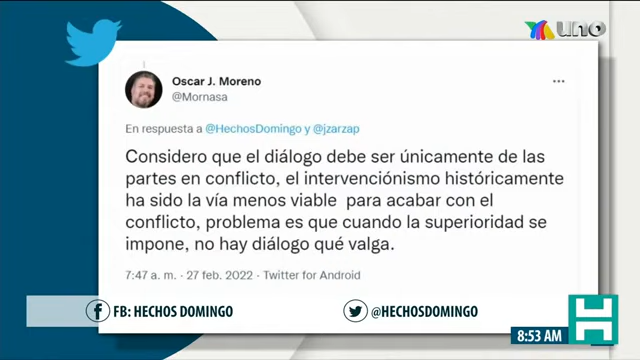 uno
Oscar J. Moreno
@Mornasa
En respuesta a @HechosDomingo y @jzarzap
Considero que el diálogo debe ser únicamente de las
partes en conflicto, el intervenciónismo históricamente
ha sido la vía menos viable para acabar con el
conflicto, problema es que cuando la superioridad se
impone, no hay diálogo qué valga.
7:47 a. m. · 27 feb. 2022 · Twitter for Android
FB: HECHOS DOMINGO
@HECHOSDOMINGO
8:53 AM